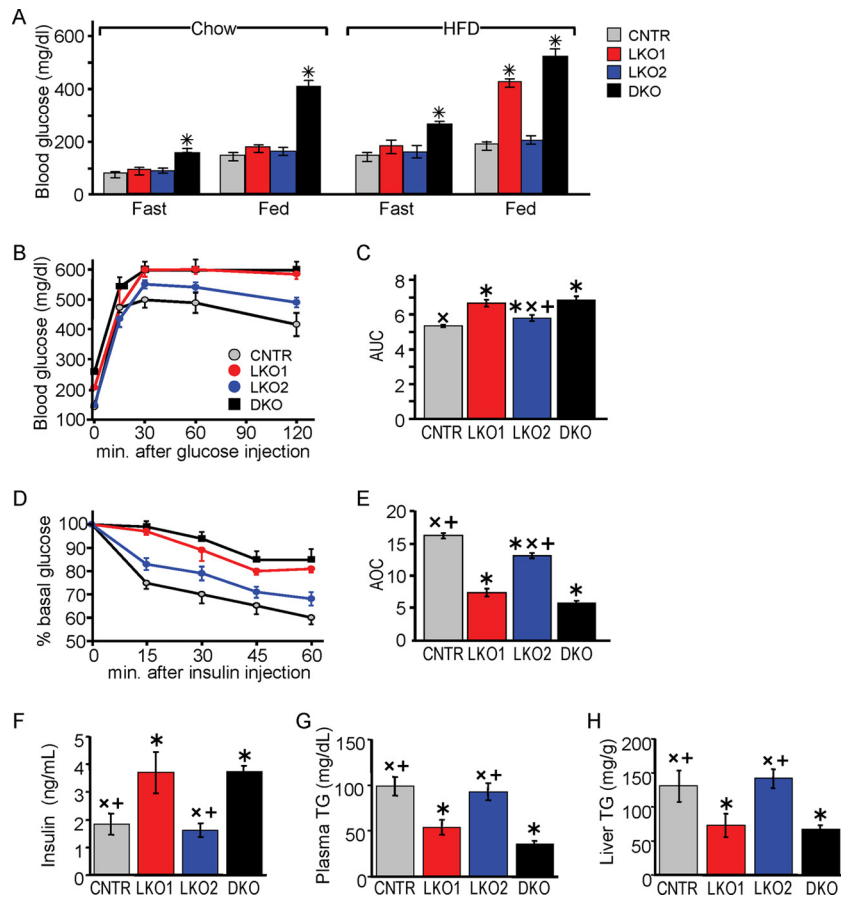 A
Chow
HFD
CNTR
LKO1
LKO2
DKO
Blood glucose (mg/dl)
600
400
200
0
* * * * *
Fast
Fed
Fast
Fed
B
Blood glucose (mg/dl)
600
500
400
300
200
100
CNTR
LKO1
LKO2
DKO
0 30 60 90 120
min. after glucose injection
C
AUC
8
6
4
2
0
×
*
*×+
*
CNTR LKO1 LKO2 DKO
D
% basal glucose
100
90
80
70
60
50
0 15 30 45 60
min. after insulin injection
E
AOC
20
15
10
5
0
×+
*
*×+
*
CNTR LKO1 LKO2 DKO
F
Insulin (ng/mL)
5
4
3
2
1
0
×+
*
×+
*
CNTR LKO1 LKO2 DKO
G
Plasma TG (mg/dL)
150
100
50
0
×+
*
×+
*
CNTR LKO1 LKO2 DKO
H
Liver TG (mg/g)
200
150
100
50
0
×+
*
×+
*
CNTR LKO1 LKO2 DKO